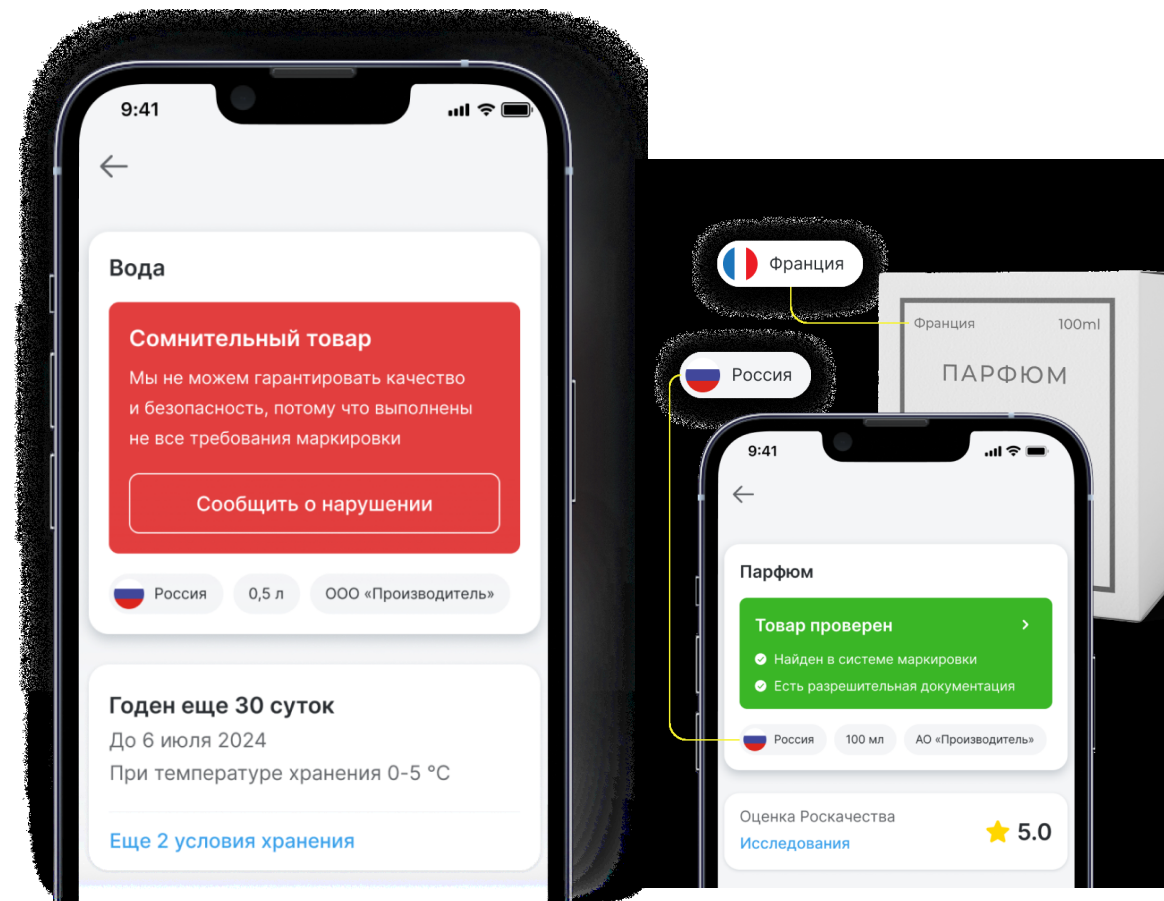 9:41
Вода
Сомнительный товар
Мы не можем гарантировать качество
и безопасность, потому что выполнены
не все требования маркировки
Сообщить о нарушении
Россия
0,5 л
ООО «Производитель»
Годен еще 30 суток
До 6 июля 2024
При температуре хранения 0-5 °С
Еще 2 условия хранения
Франция
Россия
Франция
100ml
ПАРФЮМ
9:41
Парфюм
Товар проверен
Найден в системе маркировки
Есть разрешительная документация
Россия
100 мл
АО «Производитель»
Оценка Роскачества
Исследования
5.0